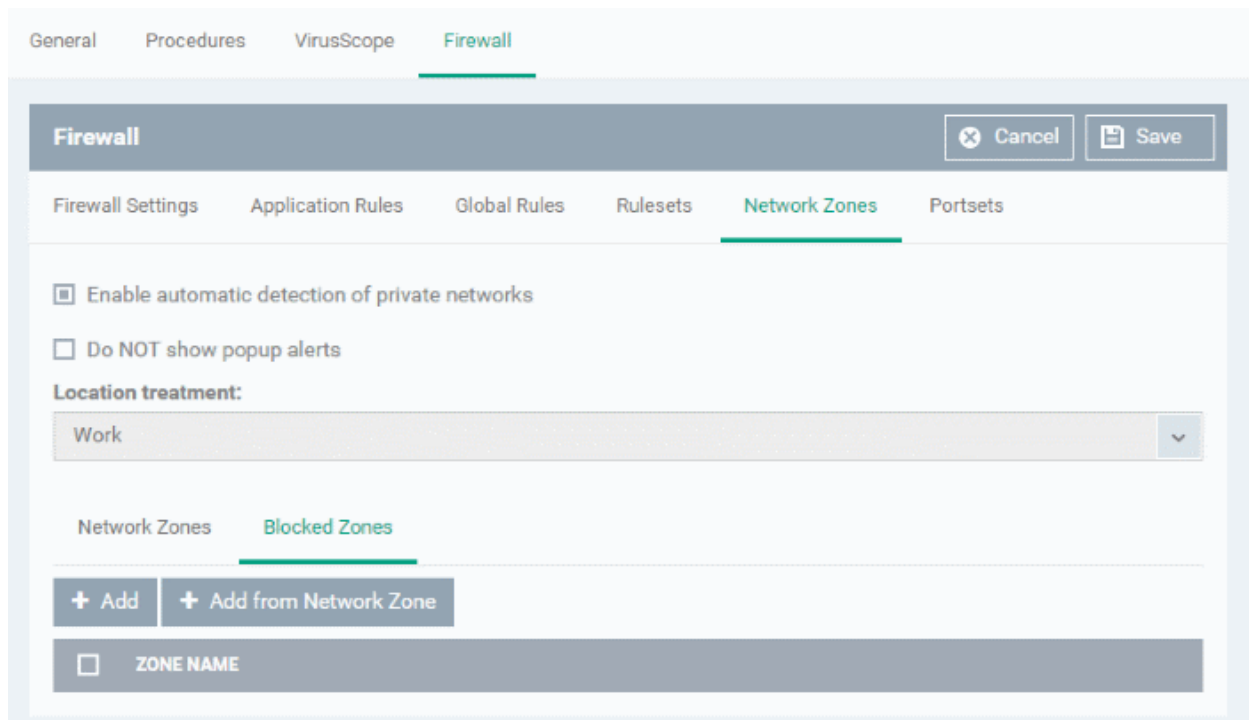 General Procedures VirusScope Firewall
Firewall Cancel Save
Firewall Settings Application Rules Global Rules Rulesets Network Zones Portsets
Enable automatic detection of private networks
Do NOT show popup alerts
Location treatment:
Work
Network Zones Blocked Zones
+ Add + Add from Network Zone
ZONE NAME